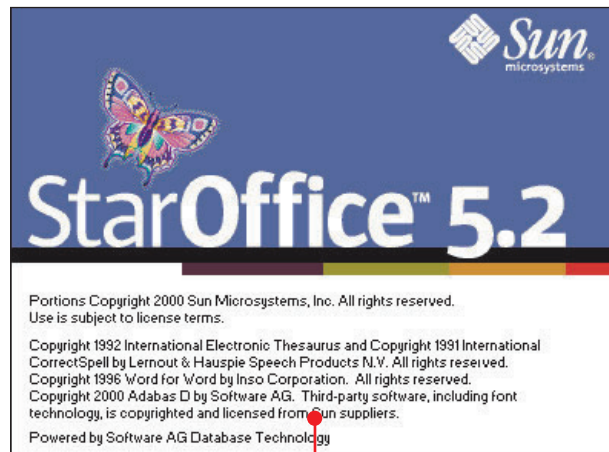 Sun®
microsystems
StarOffice™ 5.2
Portions Copyright 2000 Sun Microsystems, Inc. All rights reserved.
Use is subject to license terms.
Copyright 1992 International Electronic Thesaurus and Copyright 1991 International
CorrectSpell by Lernout & Hauspie Speech Products N.V. All rights reserved.
Copyright 1996 Word for Word by Inso Corporation. All rights reserved.
Copyright 2000 Adabas D by Software AG. Third-party software, including font
technology, is copyrighted and licensed from Sun suppliers.
Powered by Software AG Database Technology